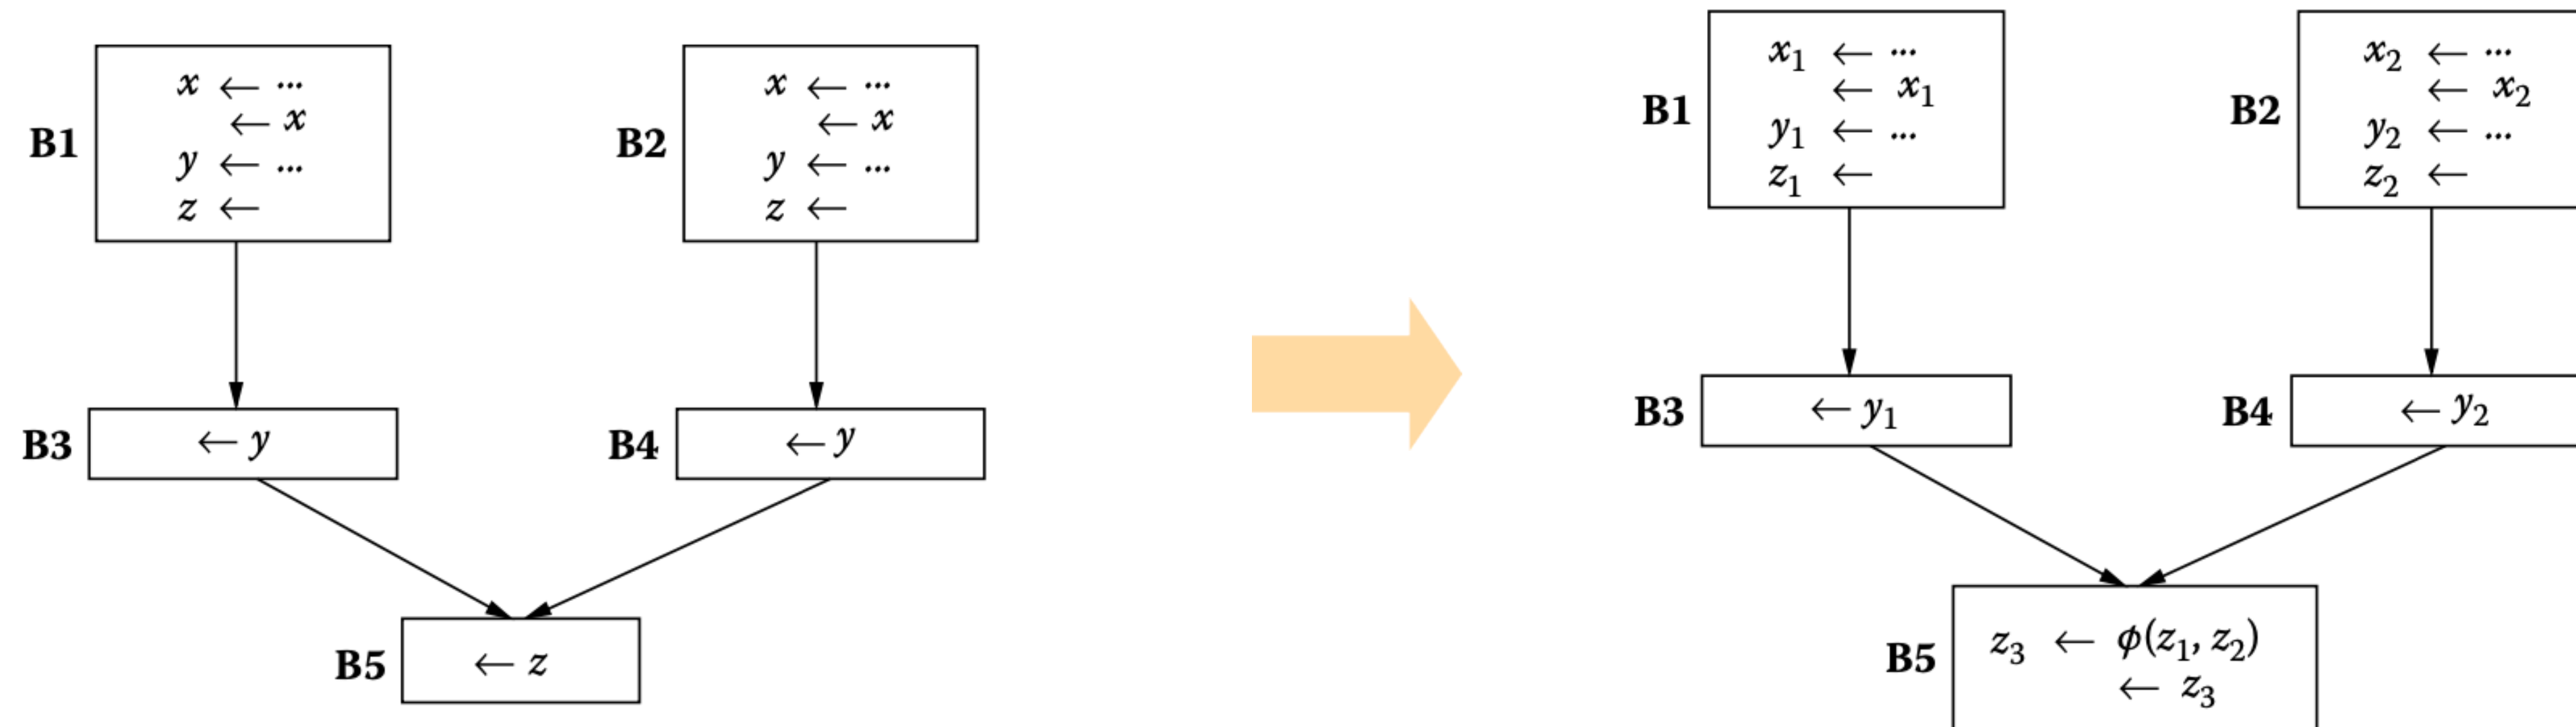 B1
x ← ...
← x
y ← ...
z ←
B2
x ← ...
← x
y ← ...
z ←
B3
← y
B4
← y
B5
← z
B1
x₁ ← ...
← x₁
y₁ ← ...
z₁ ←
B2
x₂ ← ...
← x₂
y₂ ← ...
z₂ ←
B3
← y₁
B4
← y₂
B5
z₃ ← ϕ(z₁, z₂)
← z₃